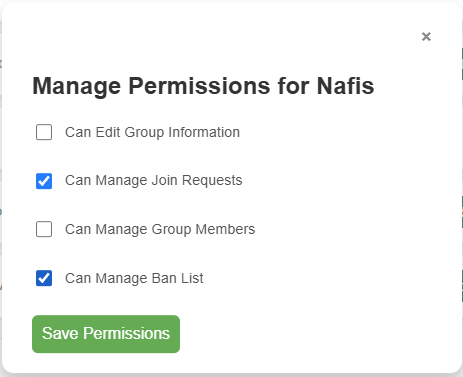 ×
Manage Permissions for Nafis
Can Edit Group Information
Can Manage Join Requests
Can Manage Group Members
Can Manage Ban List
Save Permissions